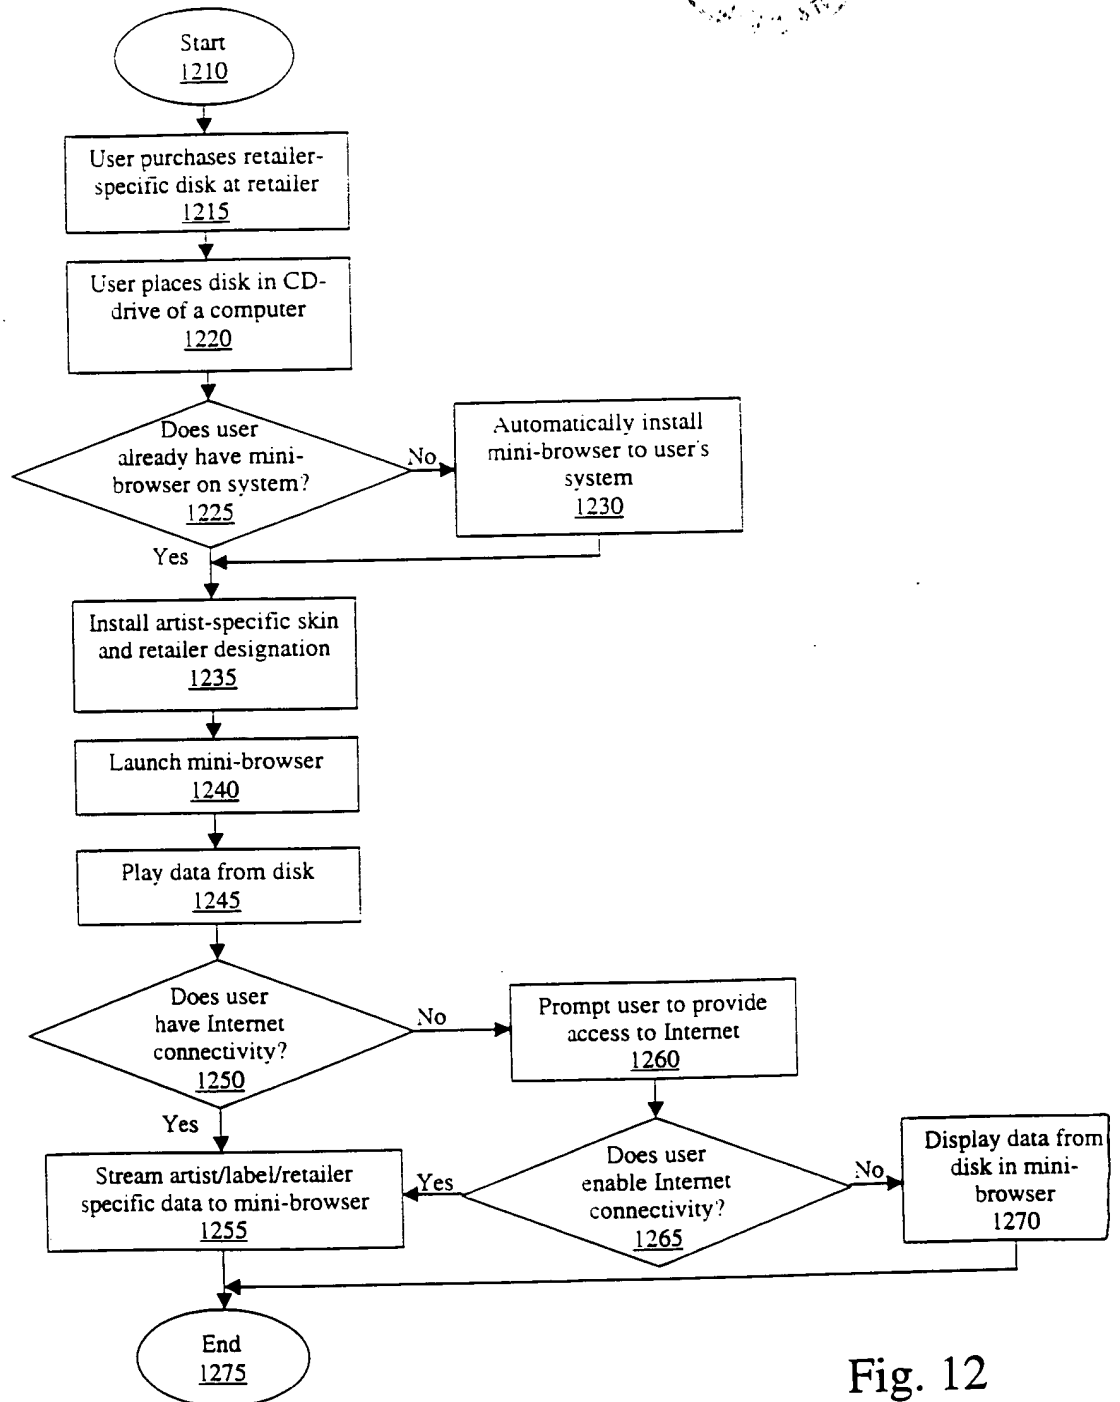 Start
1210
User purchases retailer-
specific disk at retailer
1215
User places disk in CD-
drive of a computer
1220
Does user
already have mini-
browser on system?
1225
No
Automatically install
mini-browser to user's
system
1230
Yes
Install artist-specific skin
and retailer designation
1235
Launch mini-browser
1240
Play data from disk
1245
Does user
have Internet
connectivity?
1250
No
Prompt user to provide
access to Internet
1260
Yes
Stream artist/label/retailer
specific data to mini-browser
1255
Yes
Does user
enable Internet
connectivity?
1265
No
Display data from
disk in mini-
browser
1270
End
1275
Fig. 12